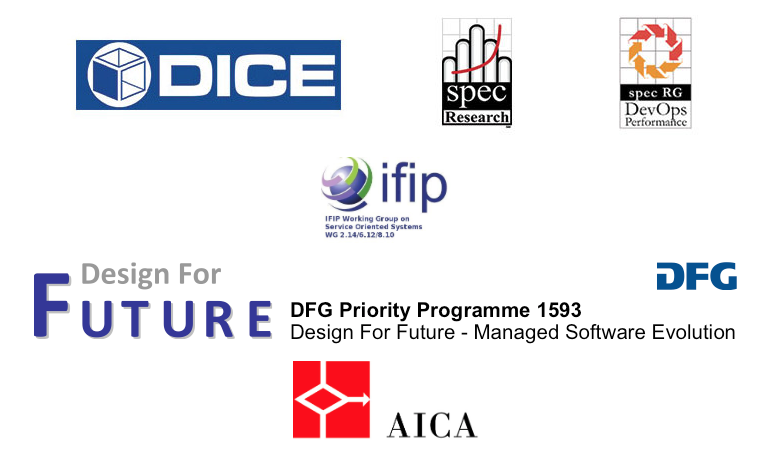 DICE
spec
Research
spec RG
DevOps
Performance
ifip
IFIP Working Group on
Service Oriented Systems
WG 2.14/6.12/8.10
Design For
FUTURE
DFG
DFG Priority Programme 1593
Design For Future - Managed Software Evolution
AICA